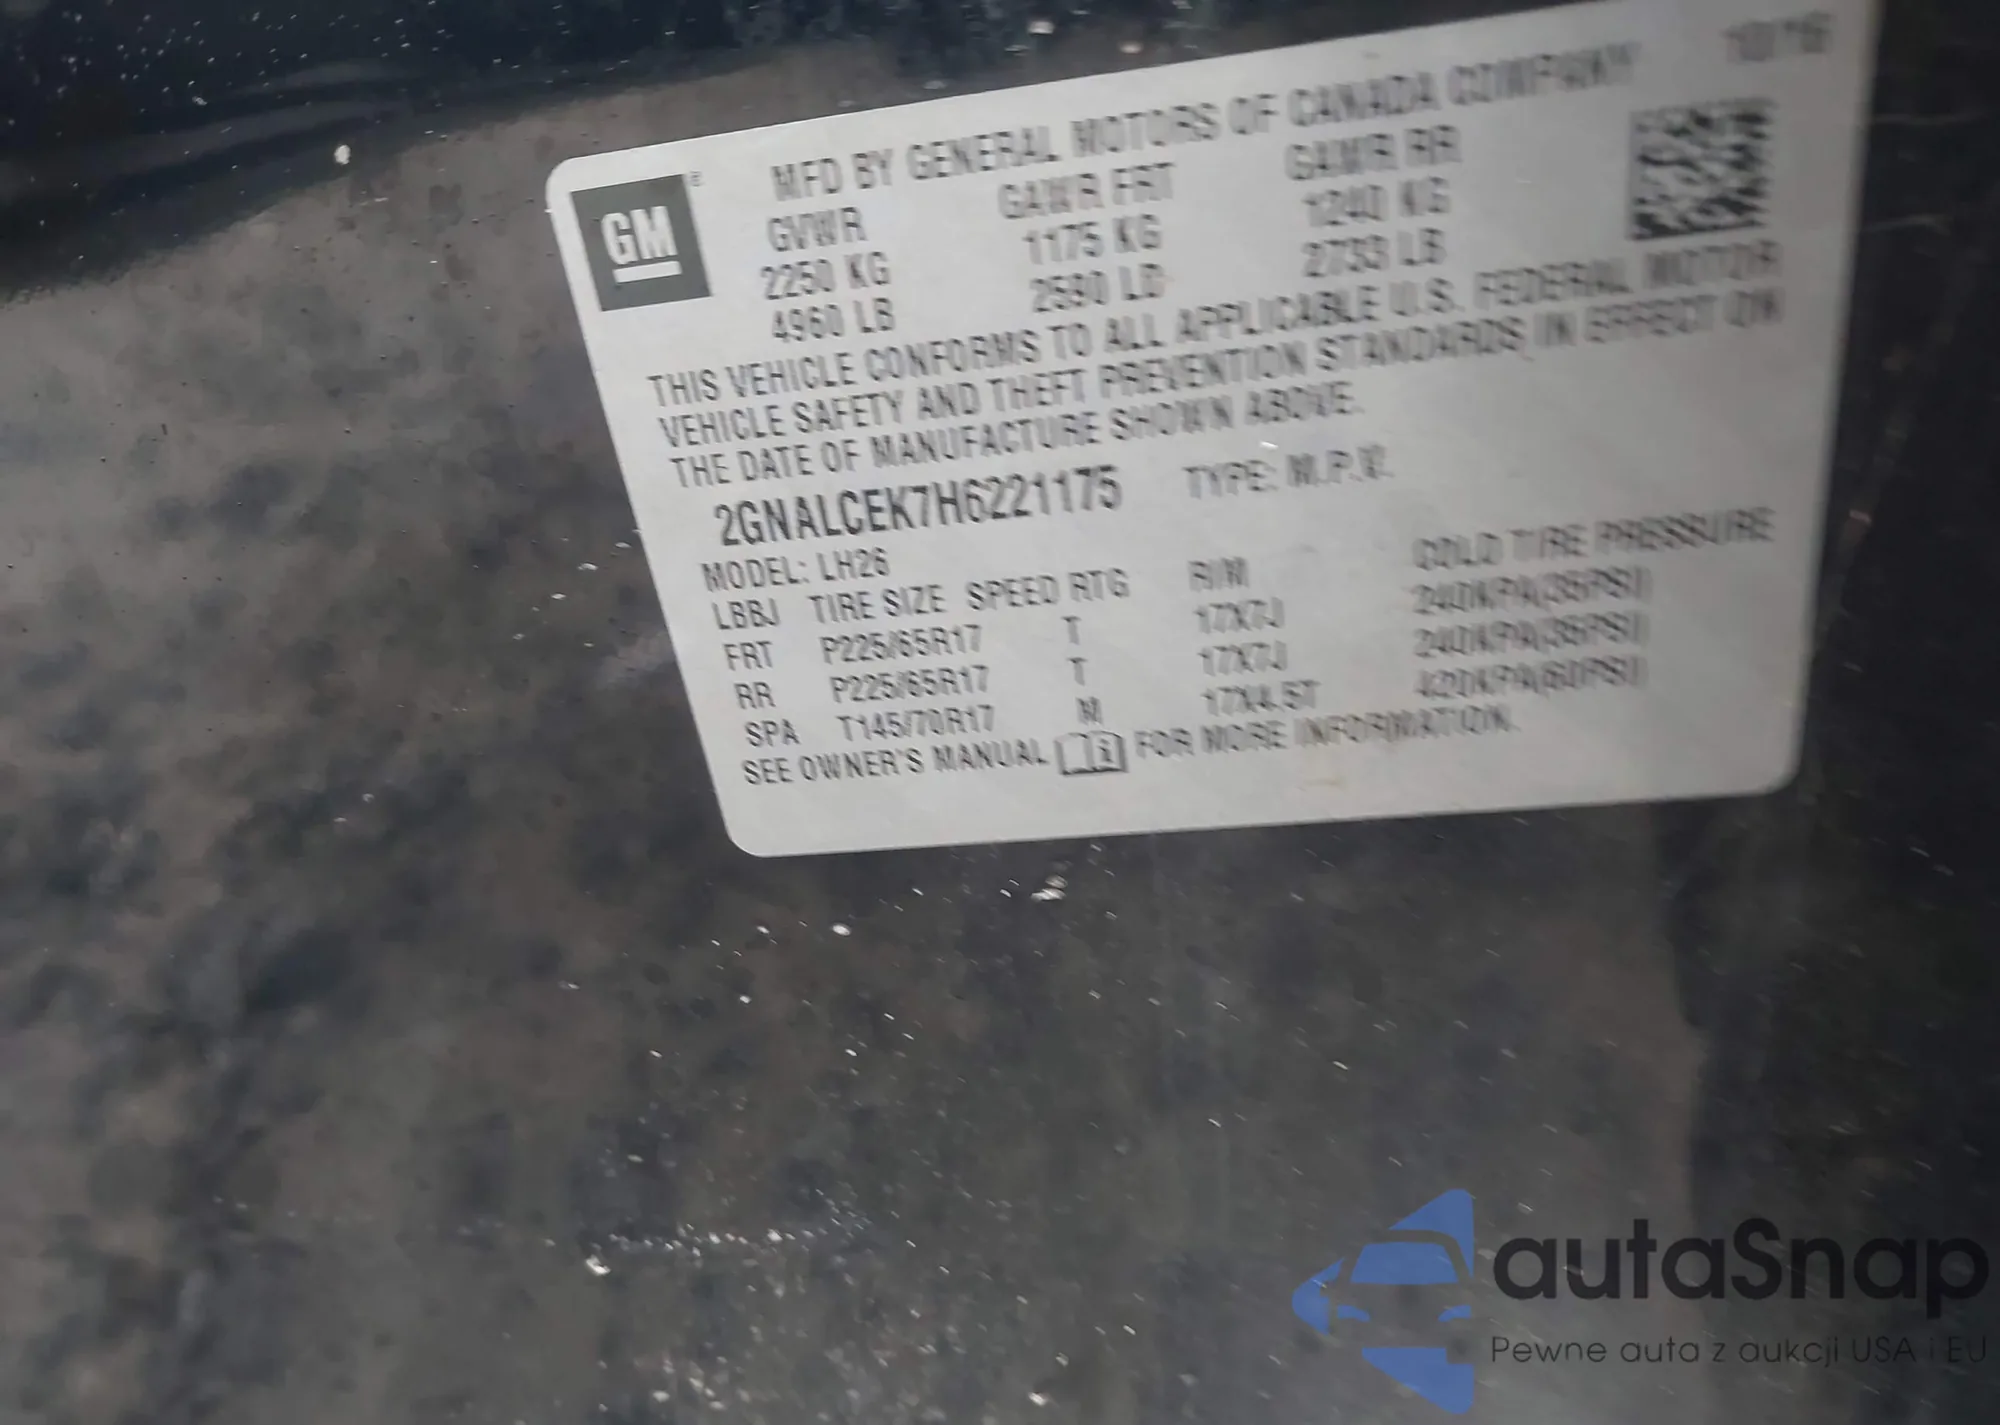 GM
MFD BY GENERAL MOTORS OF CANADA COMPANY 10/16
GVWR GAWR FRT GAWR RR
2250 KG 1175 KG 1240 KG
4960 LB 2590 LB 2733 LB
THIS VEHICLE CONFORMS TO ALL APPLICABLE U.S. FEDERAL MOTOR
VEHICLE SAFETY AND THEFT PREVENTION STANDARDS IN EFFECT ON
THE DATE OF MANUFACTURE SHOWN ABOVE.
2GNALCEK7H6221175 TYPE: M.P.V.
MODEL: LH26
LBBJ TIRE SIZE SPEED RTG RIM COLD TIRE PRESSURE
FRT P225/65R17 T 17X7J 240KPA(35PSI)
RR P225/65R17 T 17X7J 240KPA(35PSI)
SPA T145/70R17 M 17X4.5T 420KPA(60PSI)
SEE OWNER'S MANUAL FOR MORE INFORMATION.
autaSnap
Pewne auta z aukcji USA i EU